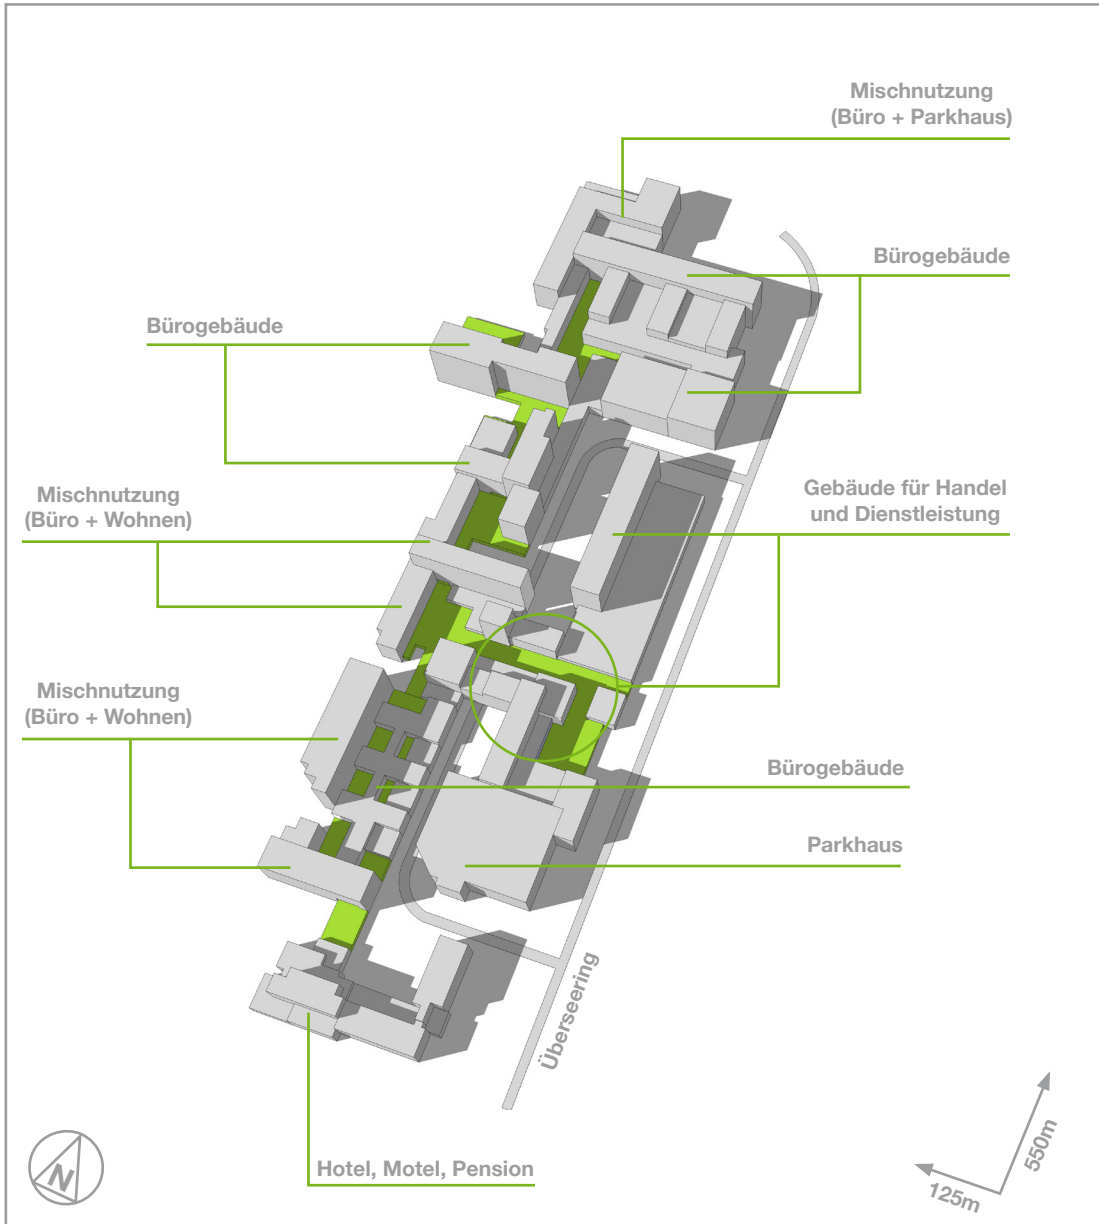 Mischnutzung
(Büro + Parkhaus)
Bürogebäude
Bürogebäude
Mischnutzung
(Büro + Wohnen)
Gebäude für Handel
und Dienstleistung
Mischnutzung
(Büro + Wohnen)
Bürogebäude
Parkhaus
Überseering
Hotel, Motel, Pension
N
125m
550m